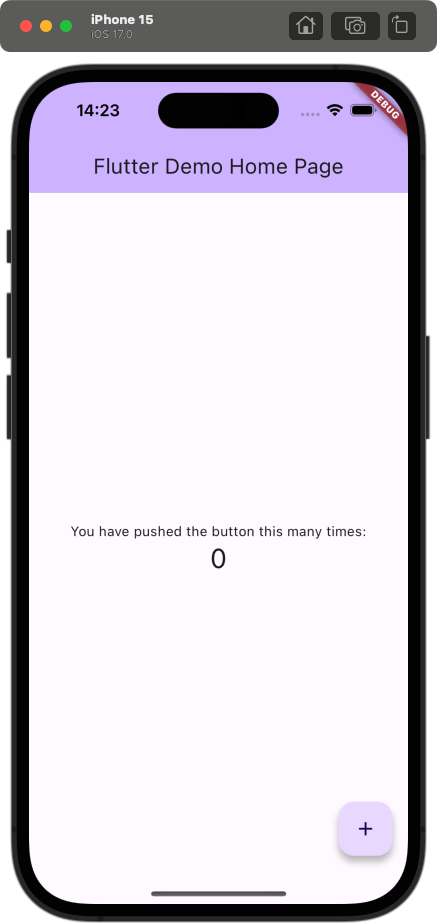 iPhone 15
iOS 17.0
14:23
DEBUG
Flutter Demo Home Page
You have pushed the button this many times:
0
+